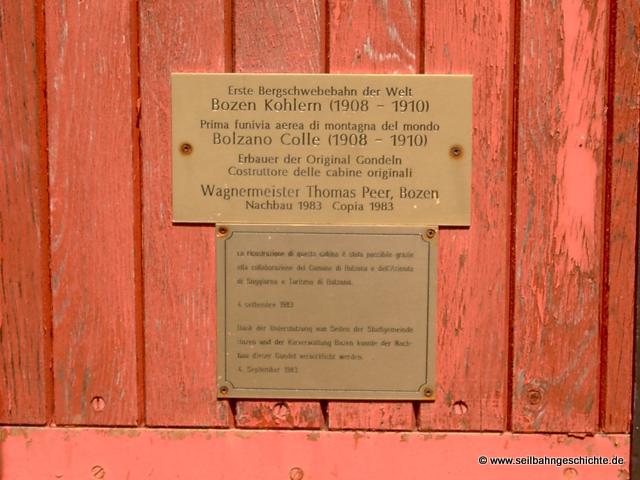 Erste Bergschwebebahn der Welt
Bozen Kohlern (1908 - 1910)
Prima funivia aerea di montagna del mondo
Bolzano Colle (1908 - 1910)
Erbauer der Original Gondeln
Costruttore delle cabine originali
Wagnermeister Thomas Peer, Bozen
Nachbau 1983 Copia 1983
La ricostruzione di questa cabina è stata possibile grazie
alla collaborazione del Comune di Bolzano e dell'Azienda
di Soggiorno e Turismo di Bolzano.
4. settembre 1983
Dank der Unterstützung von Seiten der Stadtgemeinde
Bozen und der Kurverwaltung Bozen konnte der Nach-
bau dieser Gondel verwirklicht werden.
4. September 1983
© www.seilbahngeschichte.de